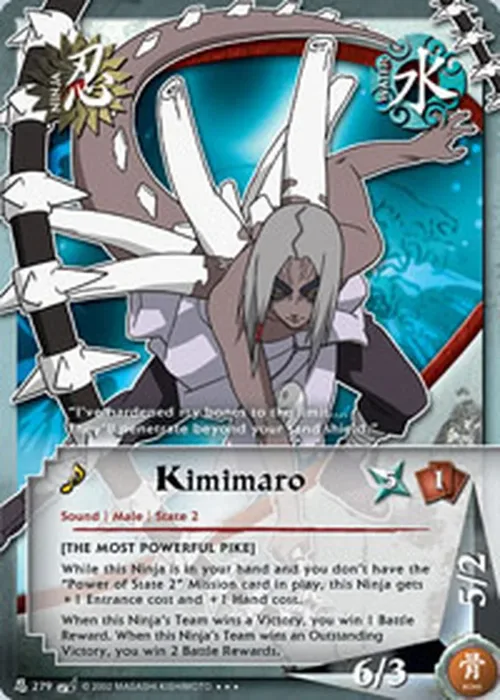 NINJA 忍
水
"I've hardened my bones to the limit...
They'll penetrate beyond your sand shield."
Kimimaro
5 1
Sound | Male | State 2
[THE MOST POWERFUL PIKE]
While this Ninja is in your hand and you don't have the
"Power of State 2" Mission card in play, this Ninja gets
+1 Entrance cost and +1 Hand cost.
When this Ninja's Team wins a Victory, you win 1 Battle
Reward. When this Ninja's Team wins an Outstanding
Victory, you win 2 Battle Rewards.
5/2
279 © 2002 MASASHI KISHIMOTO
6/3